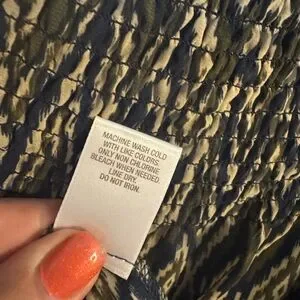 MACHINE WASH COLD
WITH LIKE COLORS.
ONLY NON CHLORINE
BLEACH WHEN NEEDED.
LINE DRY.
DO NOT IRON.